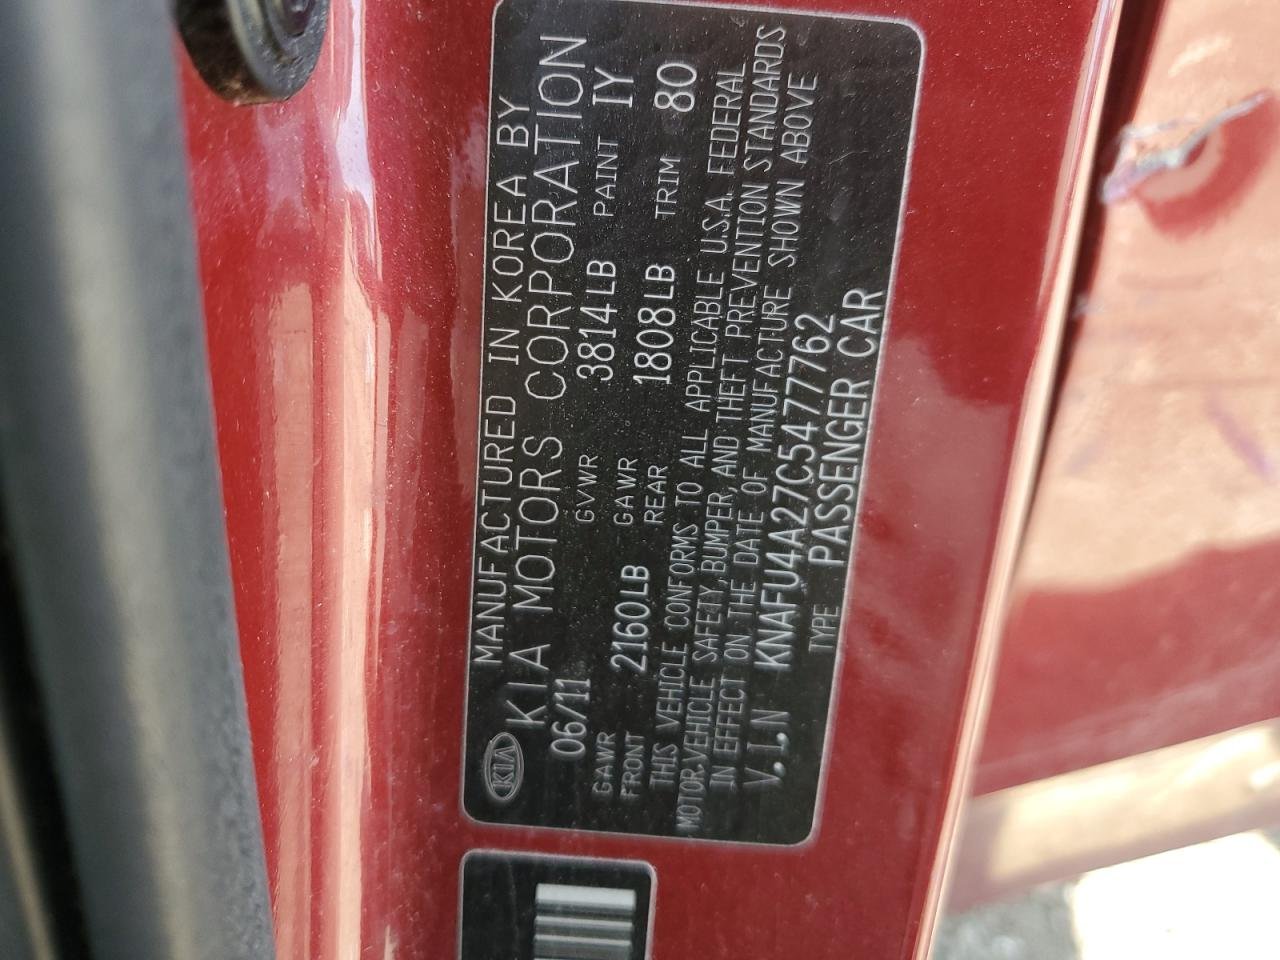 KIA
MANUFACTURED IN KOREA BY
KIA MOTORS CORPORATION
06/11 GVWR 3814LB PAINT IY
GAWR FRONT 2160LB GAWR REAR 1808LB TRIM 80
THIS VEHICLE CONFORMS TO ALL APPLICABLE U.S.A. FEDERAL
MOTOR VEHICLE SAFETY, BUMPER, AND THEFT PREVENTION STANDARDS
IN EFFECT ON THE DATE OF MANUFACTURE SHOWN ABOVE
V.I.N KNAFU4A27C5477762
TYPE PASSENGER CAR